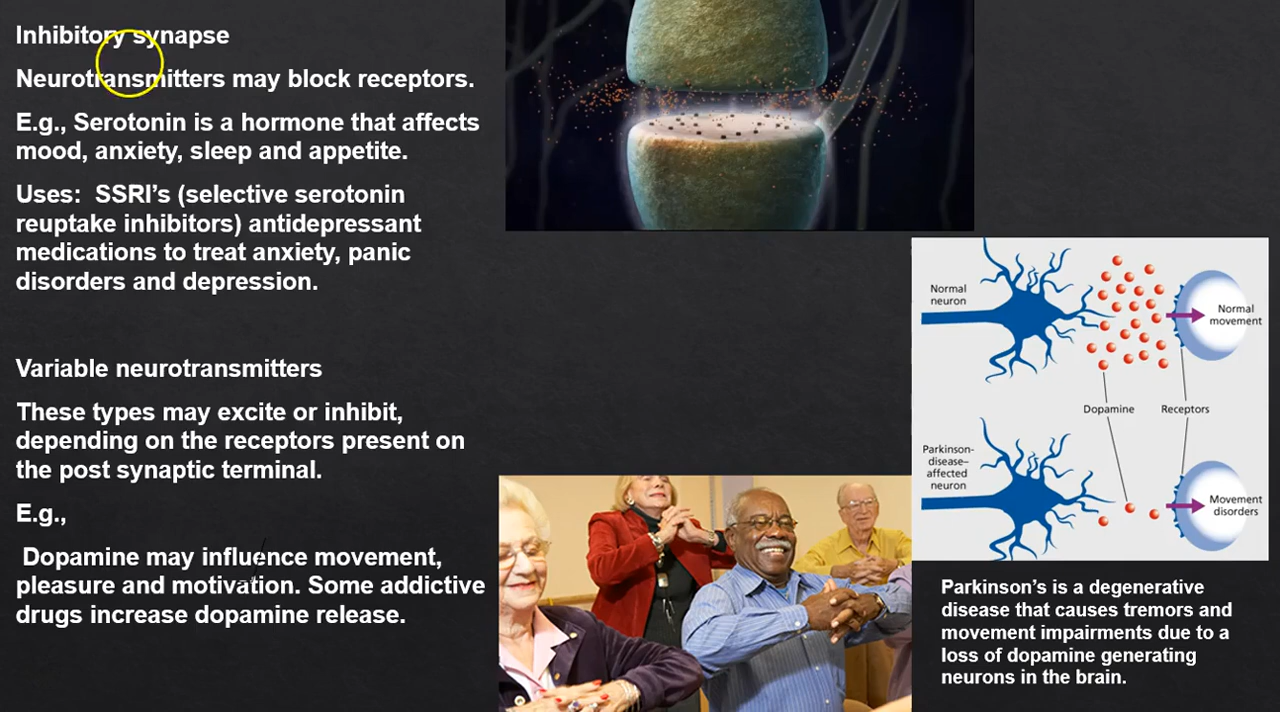 Inhibitory synapse
Neurotransmitters may block receptors.
E.g., Serotonin is a hormone that affects
mood, anxiety, sleep and appetite.
Uses:  SSRI’s (selective serotonin
reuptake inhibitors) antidepressant
medications to treat anxiety, panic
disorders and depression.
Variable neurotransmitters
These types may excite or inhibit,
depending on the receptors present on
the post synaptic terminal.
E.g.,
Dopamine may influence movement,
pleasure and motivation. Some addictive
drugs increase dopamine release.
Normal
neuron
Normal
movement
Dopamine
Receptors
Parkinson-
disease–
affected
neuron
Movement
disorders
Parkinson’s is a degenerative
disease that causes tremors and
movement impairments due to a
loss of dopamine generating
neurons in the brain.